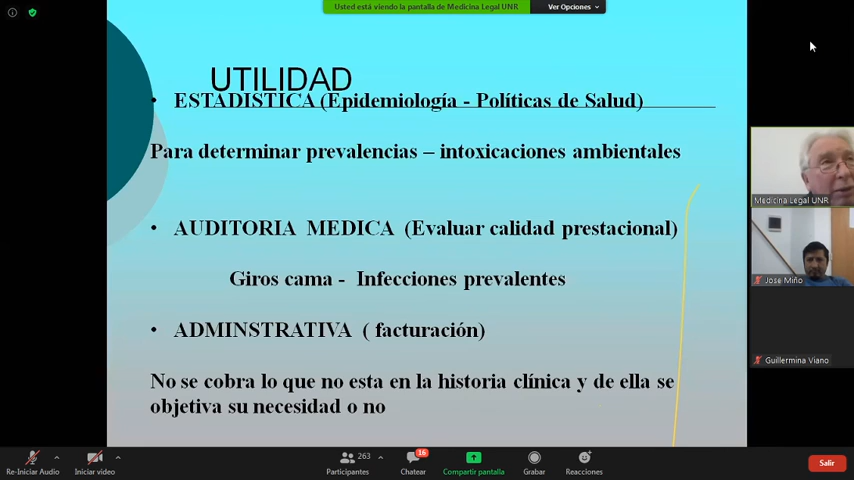 Usted está viendo la pantalla de Medicina Legal UNR
Ver Opciones
UTILIDAD
• ESTADISTICA (Epidemiología - Políticas de Salud)
Para determinar prevalencias – intoxicaciones ambientales
• AUDITORIA MEDICA (Evaluar calidad prestacional)
Giros cama - Infecciones prevalentes
• ADMINSTRATIVA ( facturación)
No se cobra lo que no esta en la historia clínica y de ella se
objetiva su necesidad o no
Medicina Legal UNR
Jose Miño
Guillermina Viano
Re-Iniciar Audio
Iniciar video
263
Participantes
16
Chatear
Compartir pantalla
Grabar
Reacciones
Salir